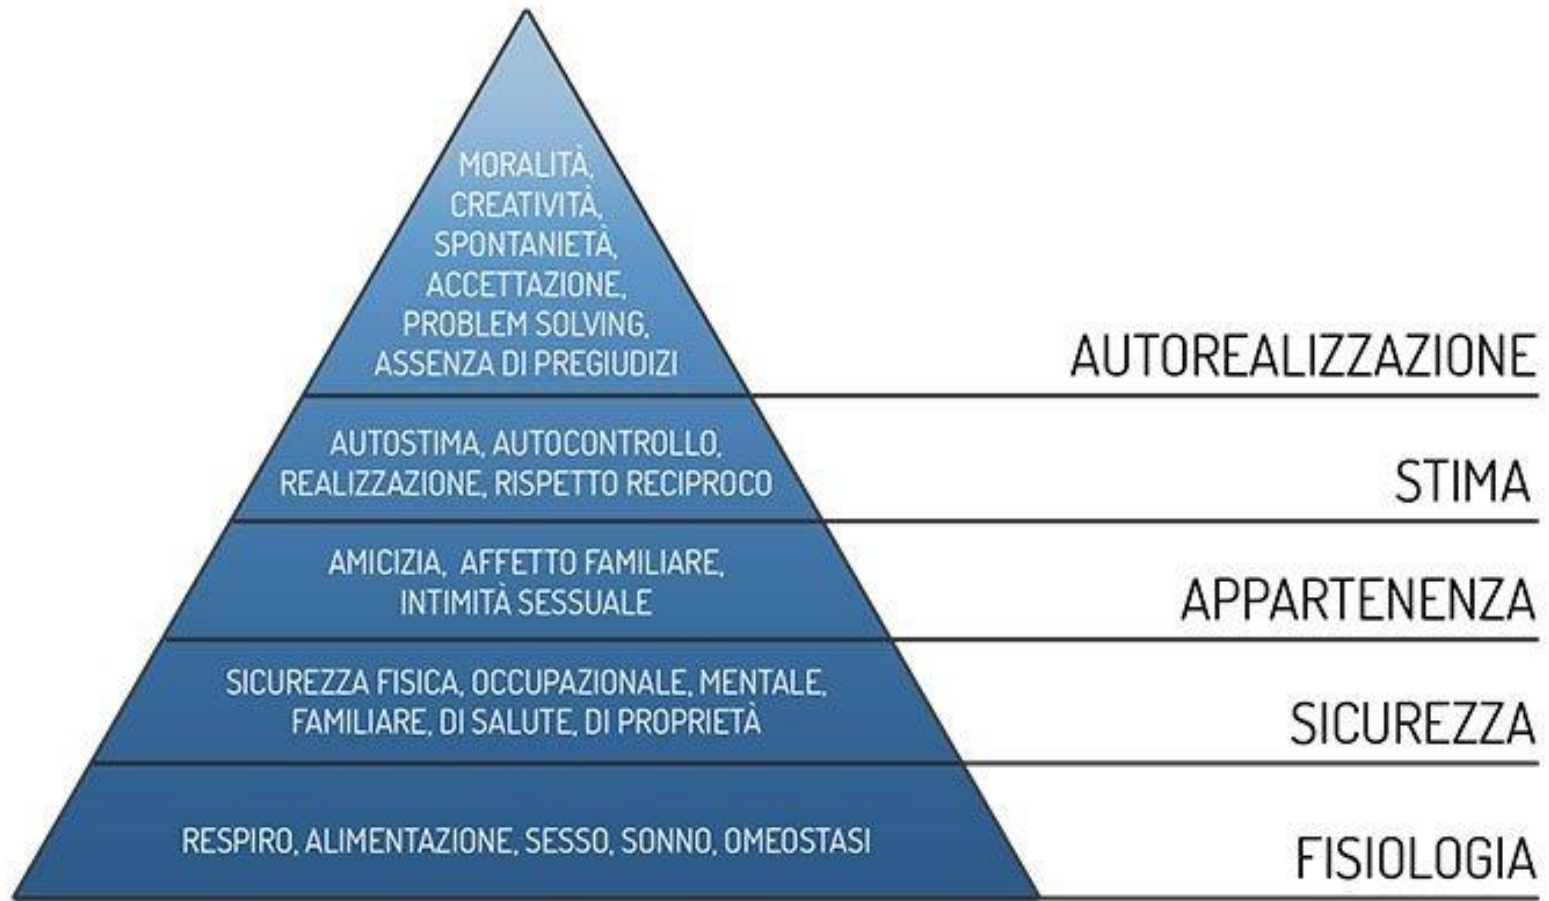 MORALITÀ,
CREATIVITÀ,
SPONTANIETÀ,
ACCETTAZIONE,
PROBLEM SOLVING,
ASSENZA DI PREGIUDIZI
AUTOREALIZZAZIONE
AUTOSTIMA, AUTOCONTROLLO,
REALIZZAZIONE, RISPETTO RECIPROCO
STIMA
AMICIZIA, AFFETTO FAMILIARE,
INTIMITÀ SESSUALE
APPARTENENZA
SICUREZZA FISICA, OCCUPAZIONALE, MENTALE,
FAMILIARE, DI SALUTE, DI PROPRIETÀ
SICUREZZA
RESPIRO, ALIMENTAZIONE, SESSO, SONNO, OMEOSTASI
FISIOLOGIA